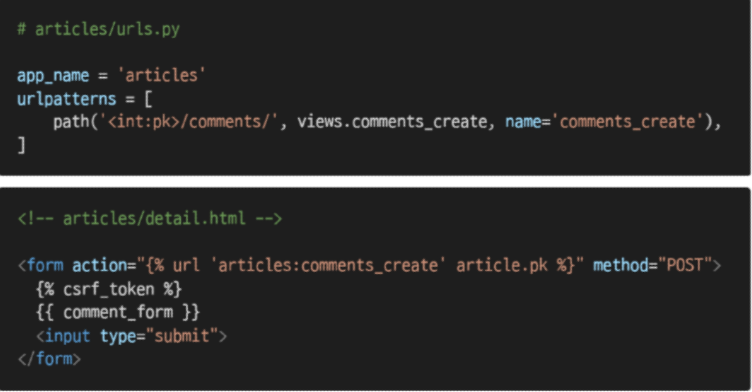 # articles/urls.py
app_name = 'articles'
urlpatterns = [
    path('<int:pk>/comments/', views.comments_create, name='comments_create'),
]
<!-- articles/detail.html -->
<form action="{% url 'articles:comments_create' article.pk %}" method="POST">
  {% csrf_token %}
  {{ comment_form }}
  <input type="submit">
</form>